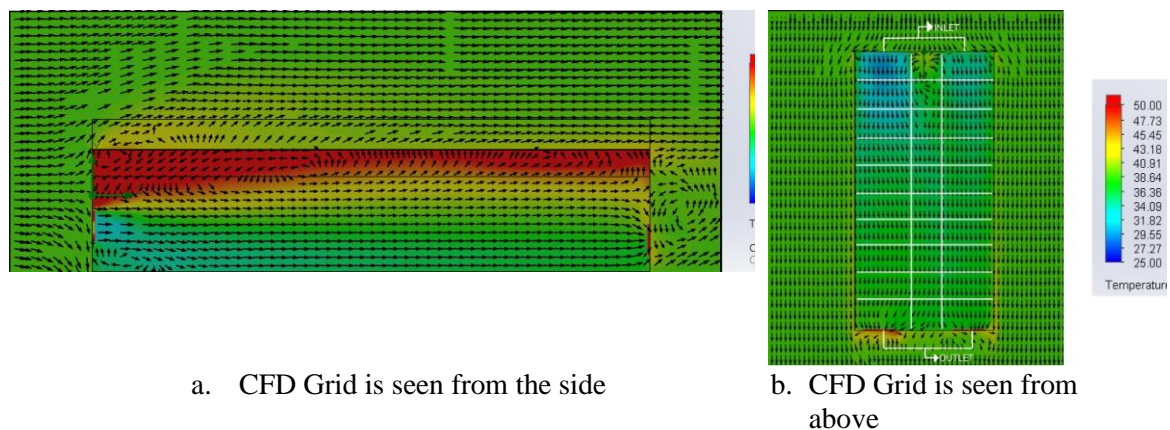 INLET
OUTLET
50.00
47.73
45.45
43.18
40.91
38.64
36.36
34.09
31.82
29.55
27.27
25.00
Temperature
a. CFD Grid is seen from the side
b. CFD Grid is seen from
above